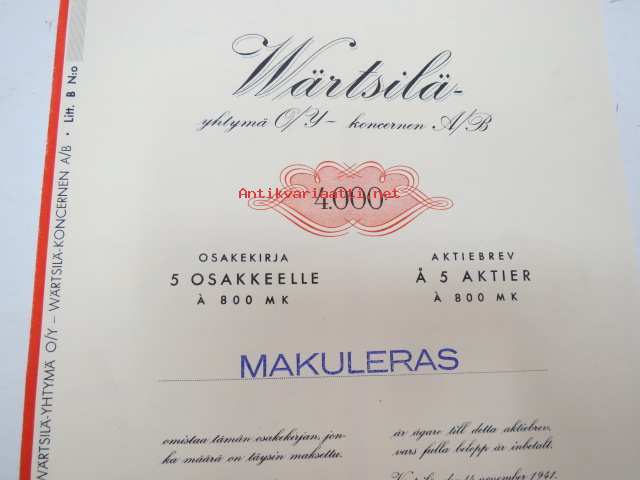 WÄRTSILÄ-YHTYMÄ O/Y – WÄRTSILÄ-KONCERNEN A/B • Litt. B N:o
Wärtsilä-
yhtymä O/Y – koncernen A/B
Antikvariaatti.net
4.000
OSAKEKIRJA
5 OSAKKEELLE
À 800 MK
AKTIEBREV
Å 5 AKTIER
À 800 MK
MAKULERAS
omistaa tämän osakekirjan, jon-
ka määrä on täysin maksettu.
är ägare till detta aktiebrev,
vars fulla belopp är inbetalt.
november 1941.